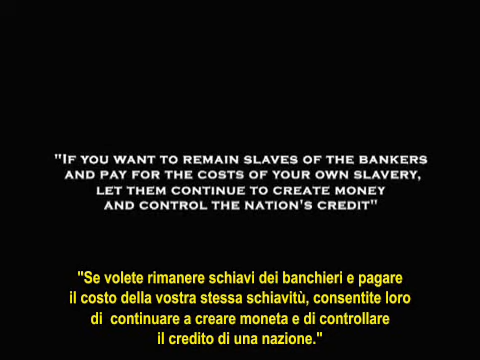 "IF YOU WANT TO REMAIN SLAVES OF THE BANKERS
AND PAY FOR THE COSTS OF YOUR OWN SLAVERY,
LET THEM CONTINUE TO CREATE MONEY
AND CONTROL THE NATION'S CREDIT"
"Se volete rimanere schiavi dei banchieri e pagare
il costo della vostra stessa schiavitù, consentite loro
di continuare a creare moneta e di controllare
il credito di una nazione."